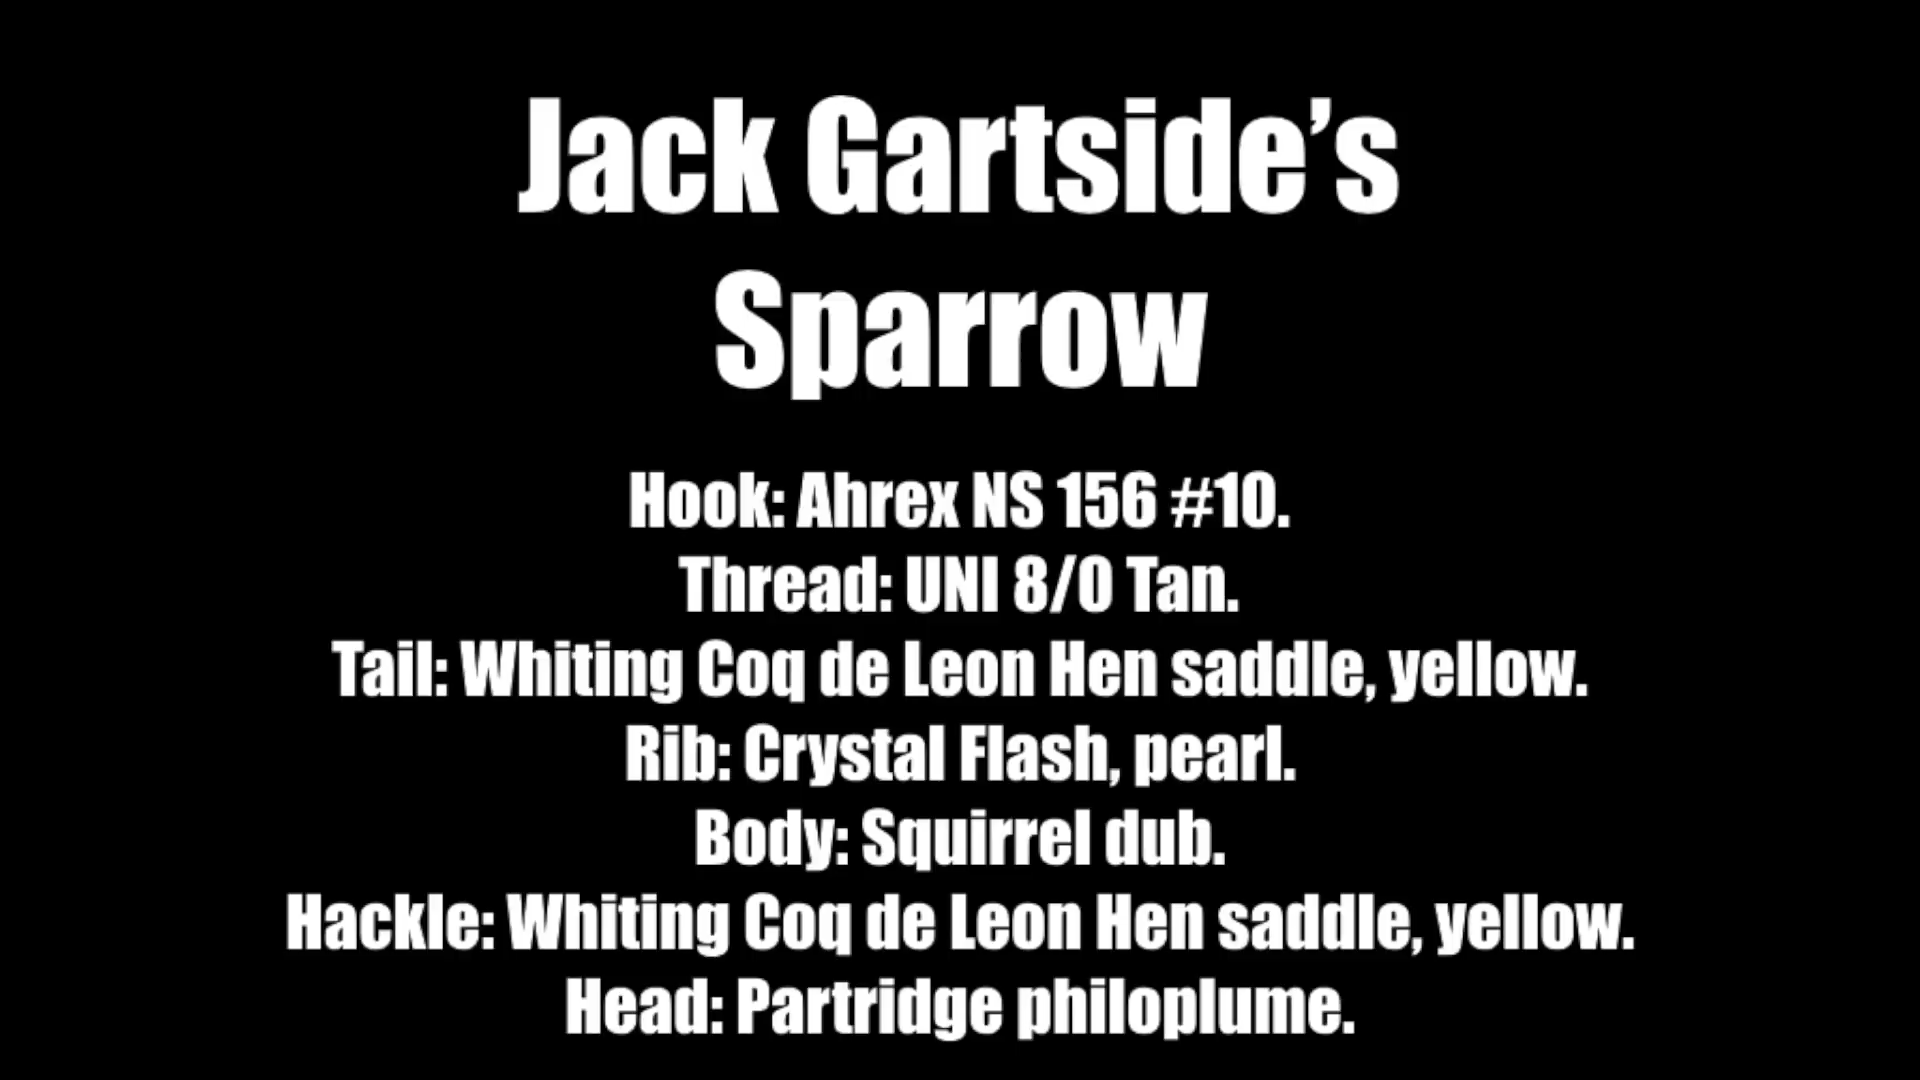 Jack Gartside’s
Sparrow
Hook: Ahrex NS 156 #10.
Thread: UNI 8/0 Tan.
Tail: Whiting Coq de Leon Hen saddle, yellow.
Rib: Crystal Flash, pearl.
Body: Squirrel dub.
Hackle: Whiting Coq de Leon Hen saddle, yellow.
Head: Partridge philoplume.